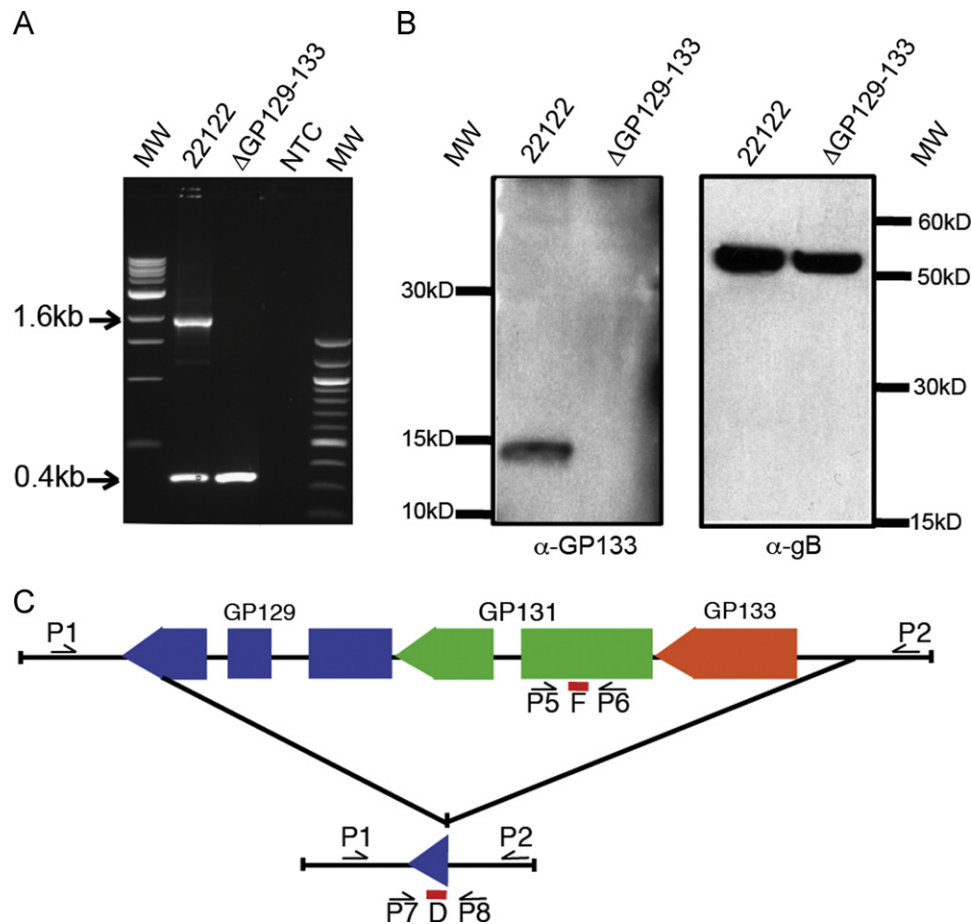 A
MW
22122
ΔGP129-133
NTC
MW
1.6kb
0.4kb
B
MW
22122
ΔGP129-133
30kD
15kD
10kD
α-GP133
22122
ΔGP129-133
MW
60kD
50kD
30kD
15kD
α-gB
C
P1
GP129
GP131
GP133
P2
P5 F P6
P1
P2
P7 D P8